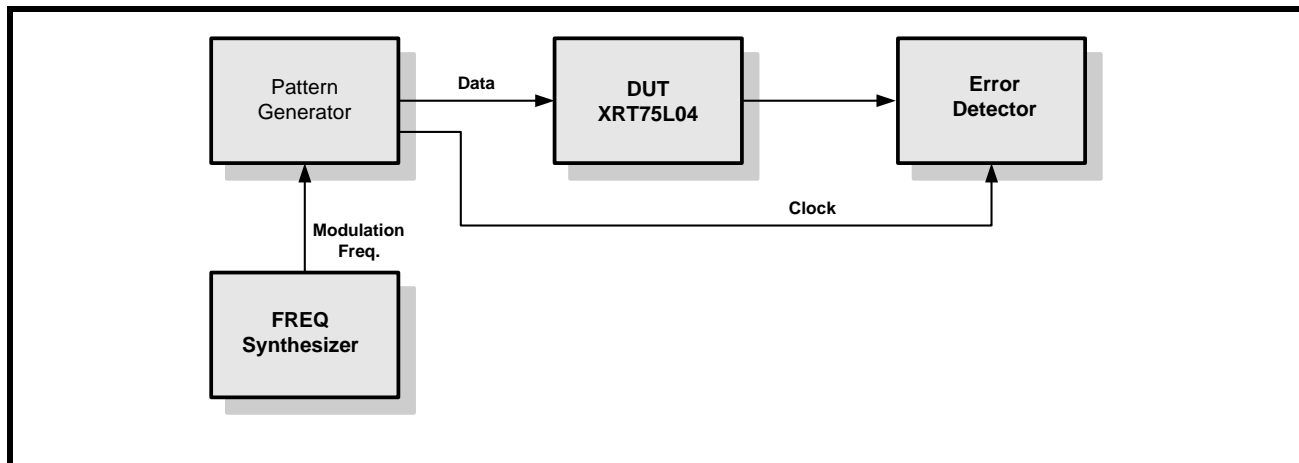 Pattern
Generator
Data
DUT
XRT75L04
Error
Detector
Clock
Modulation
Freq.
FREQ
Synthesizer